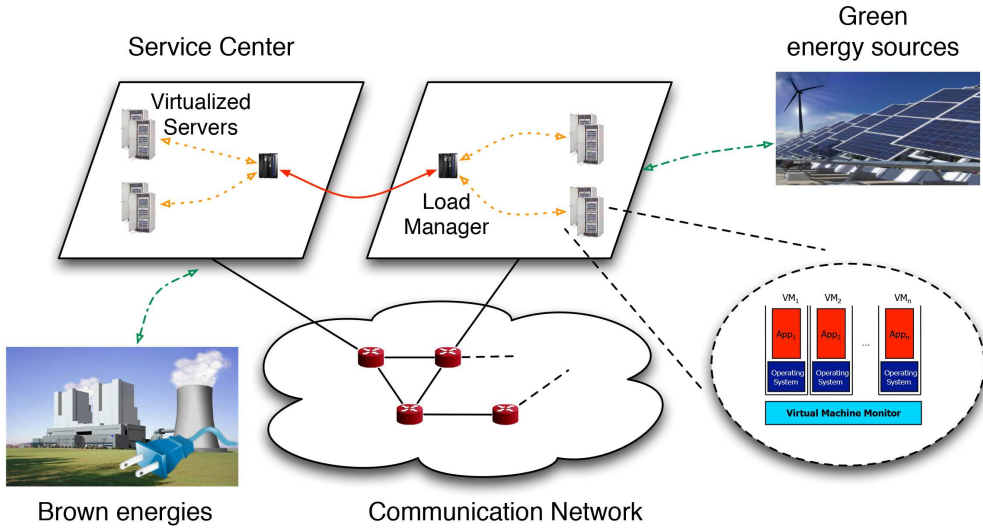 Green
energy sources
Service Center
Virtualized
Servers
Load
Manager
VM1 VM2 VMn
App1 App2 ... Appn
Operating System Operating System Operating System
Virtual Machine Monitor
Brown energies
Communication Network